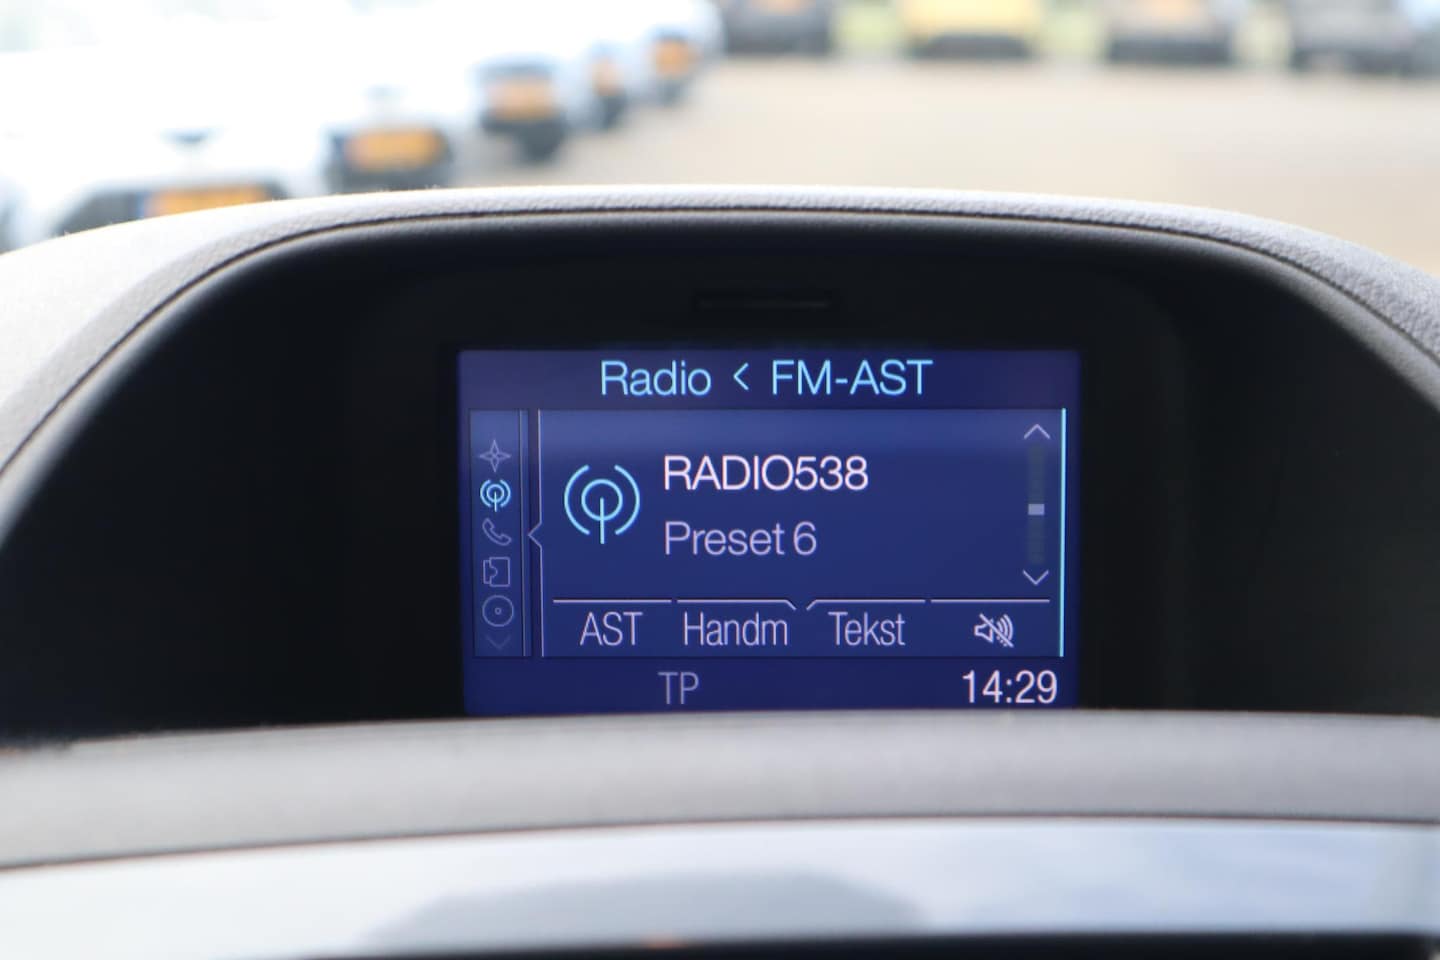 Radio < FM-AST
RADIO538
Preset 6
AST Handm Tekst
TP 14:29